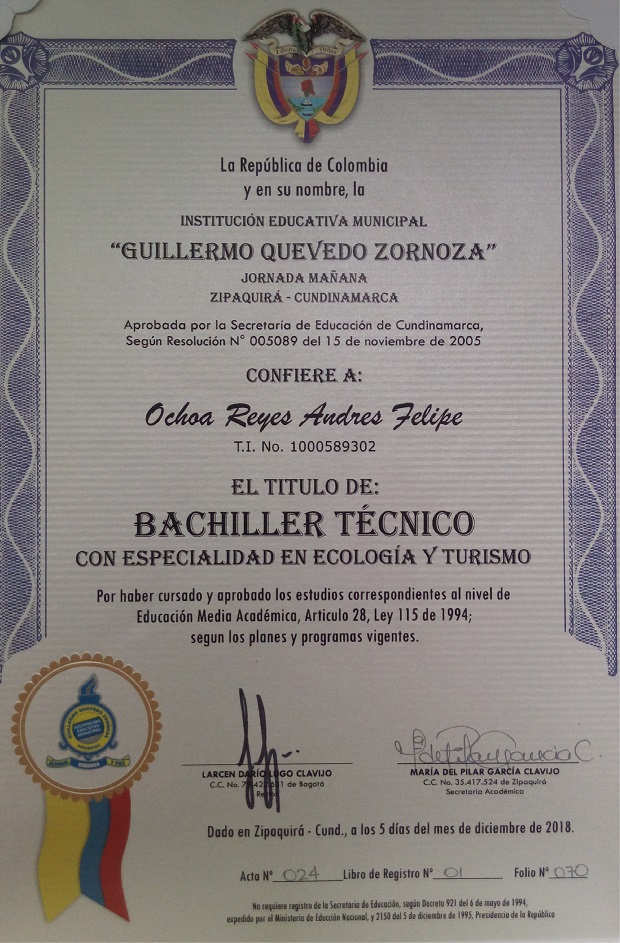 Libertad y Orden
La República de Colombia
y en su nombre, la
INSTITUCIÓN EDUCATIVA MUNICIPAL
“GUILLERMO QUEVEDO ZORNOZA”
JORNADA MAÑANA
ZIPAQUIRÁ - CUNDINAMARCA
Aprobada por la Secretaría de Educación de Cundinamarca,
Según Resolución N° 005089 del 15 de noviembre de 2005
CONFIERE A:
Ochoa Reyes Andres Felipe
T.I. No. 1000589302
EL TITULO DE:
BACHILLER TÉCNICO
CON ESPECIALIDAD EN ECOLOGÍA Y TURISMO
Por haber cursado y aprobado los estudios correspondientes al nivel de
Educación Media Académica, Articulo 28, Ley 115 de 1994;
segun los planes y programas vigentes.
GUILLERMO QUEVEDO ZORNOZA
INSTITUCIÓN
EDUCATIVA
MUNICIPAL
LARCEN DARÍO LUGO CLAVIJO
C.C. No. de Bogotá
MARÍA DEL PILAR GARCÍA CLAVIJO
C.C. No. 35.417.524 de Zipaquirá
Secretaria Académica
Dado en Zipaquirá - Cund., a los 5 días del mes de diciembre de 2018.
Acta N° 024 Libro de Registro N° 01 Folio N° 070
No requiere registro de la Secretaría de Educación, según Decreto 921 del 6 de mayo de 1994,
expedido por el Ministerio de Educción Nacional, y 2150 del 5 de diciembre de 1995, Presidencia de la República